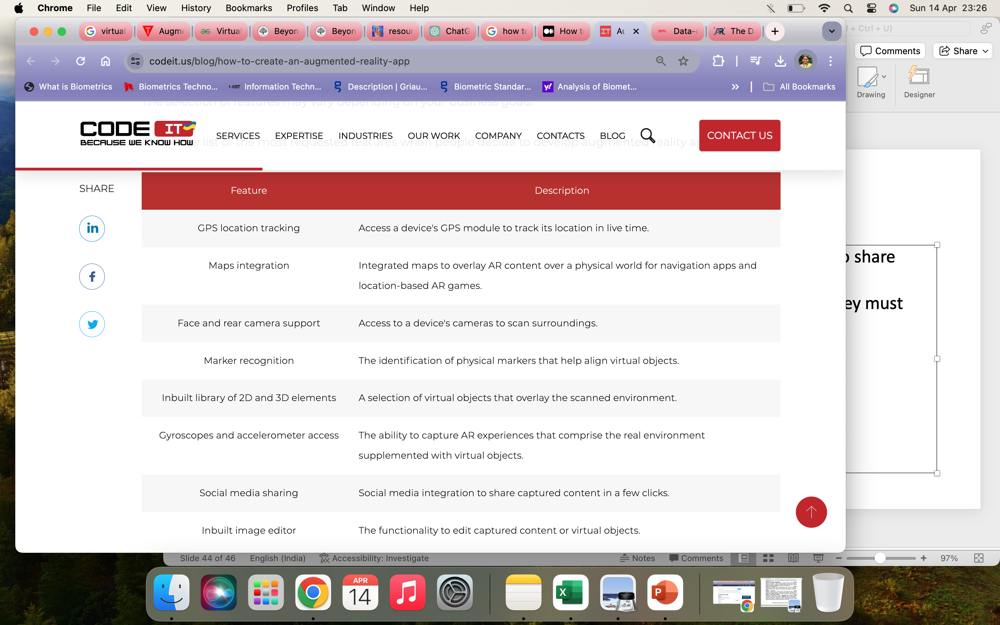 Chrome File Edit View History Bookmarks Profiles Tab Window Help
Sun 14 Apr 23:26
virtual Augme Virtual Beyon Beyon resour ChatG how to How to Au Data- The D
+ Ctrl + U)
codeit.us/blog/how-to-create-an-augmented-reality-app
Comments Share
What is Biometrics Biometrics Techno... NIST Information Techn... Description | Griau... Biometric Standar... Analysis of Biomet... All Bookmarks
Drawing Designer
The selection of features may vary depending on your business goals.
CODE IT
BECAUSE WE KNOW HOW
SERVICES EXPERTISE INDUSTRIES OUR WORK COMPANY CONTACTS BLOG
CONTACT US
list of the most requested features when people decide to develop augmented reality
SHARE
Feature Description
GPS location tracking Access a device's GPS module to track its location in live time.
Maps integration Integrated maps to overlay AR content over a physical world for navigation apps and
location-based AR games.
Face and rear camera support Access to a device's cameras to scan surroundings.
Marker recognition The identification of physical markers that help align virtual objects.
Inbuilt library of 2D and 3D elements A selection of virtual objects that overlay the scanned environment.
Gyroscopes and accelerometer access The ability to capture AR experiences that comprise the real environment
supplemented with virtual objects.
Social media sharing Social media integration to share captured content in a few clicks.
Inbuilt image editor The functionality to edit captured content or virtual objects.
share
ey must
Slide 44 of 46 English (India) Accessibility: Investigate Notes Comments 97%
APR
14